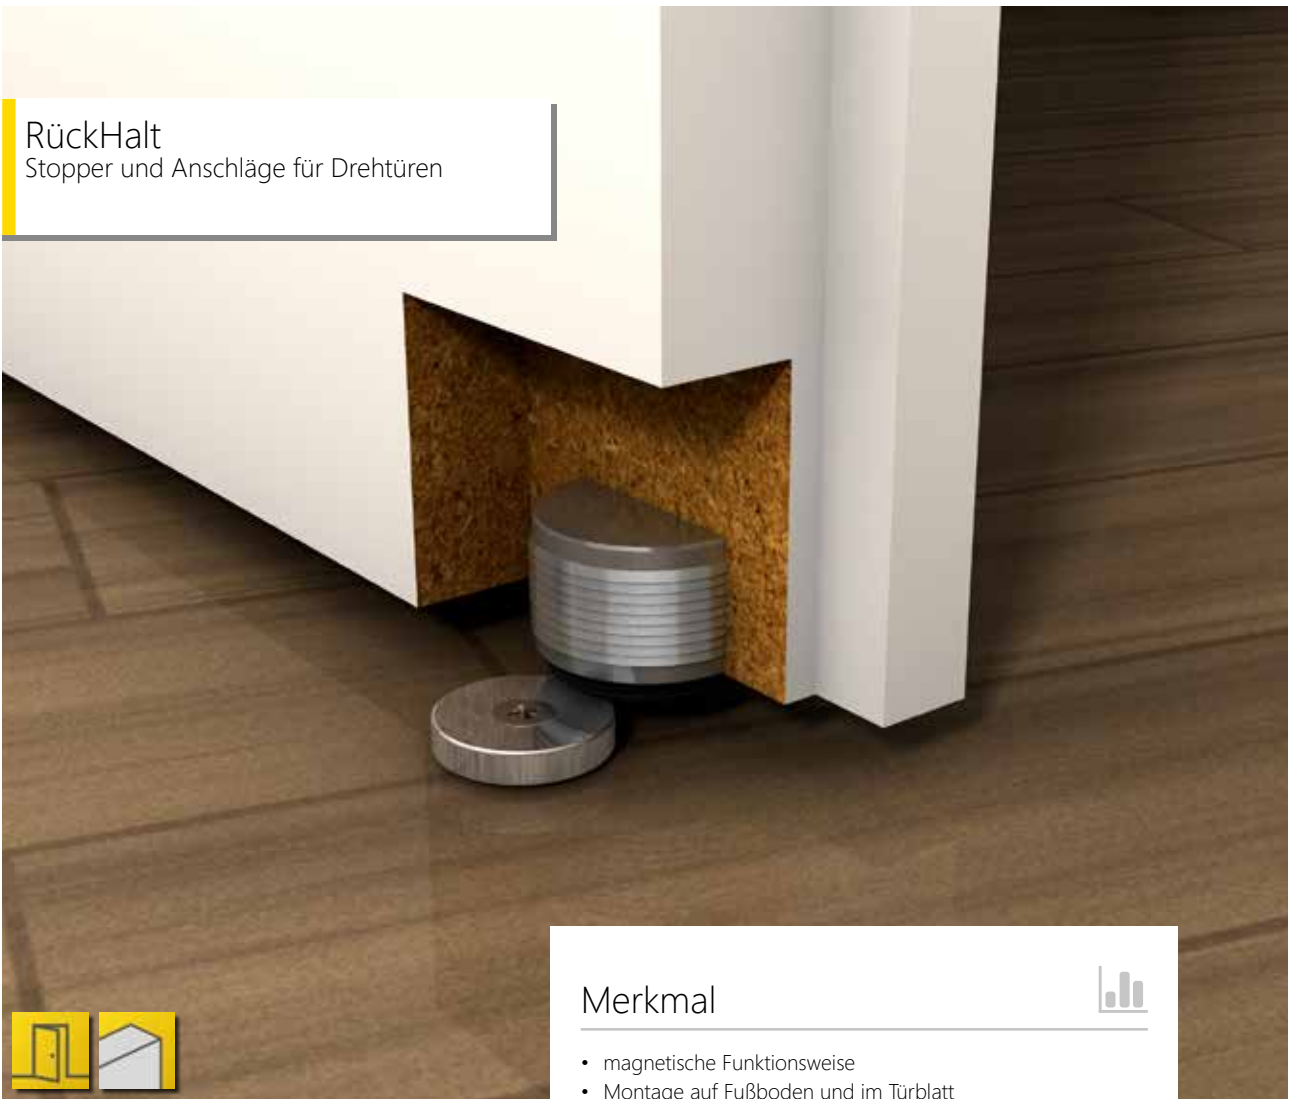 RückHalt
Stopper und Anschläge für Drehtüren
Merkmal
• magnetische Funktionsweise
• Montage auf Fußboden und im Türblatt